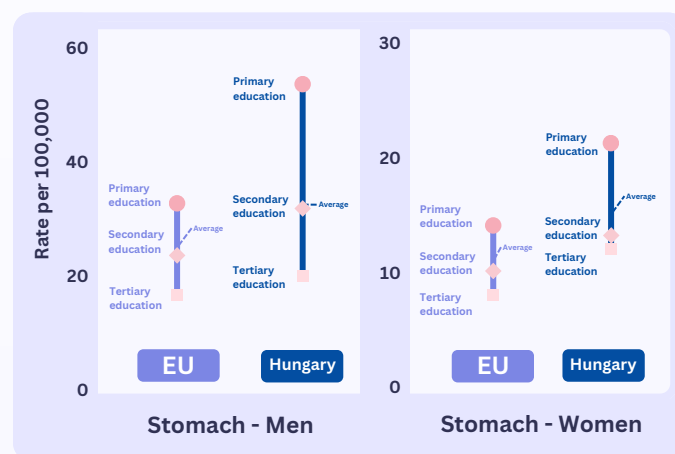 Rate per 100,000
60
40
20
0
Primary
education
Secondary
education
Average
Tertiary
education
EU
Primary
education
Secondary
education
Average
Tertiary
education
Hungary
Stomach - Men
30
20
10
0
Primary
education
Secondary
education
Average
Tertiary
education
EU
Primary
education
Average
Secondary
education
Tertiary
education
Hungary
Stomach - Women